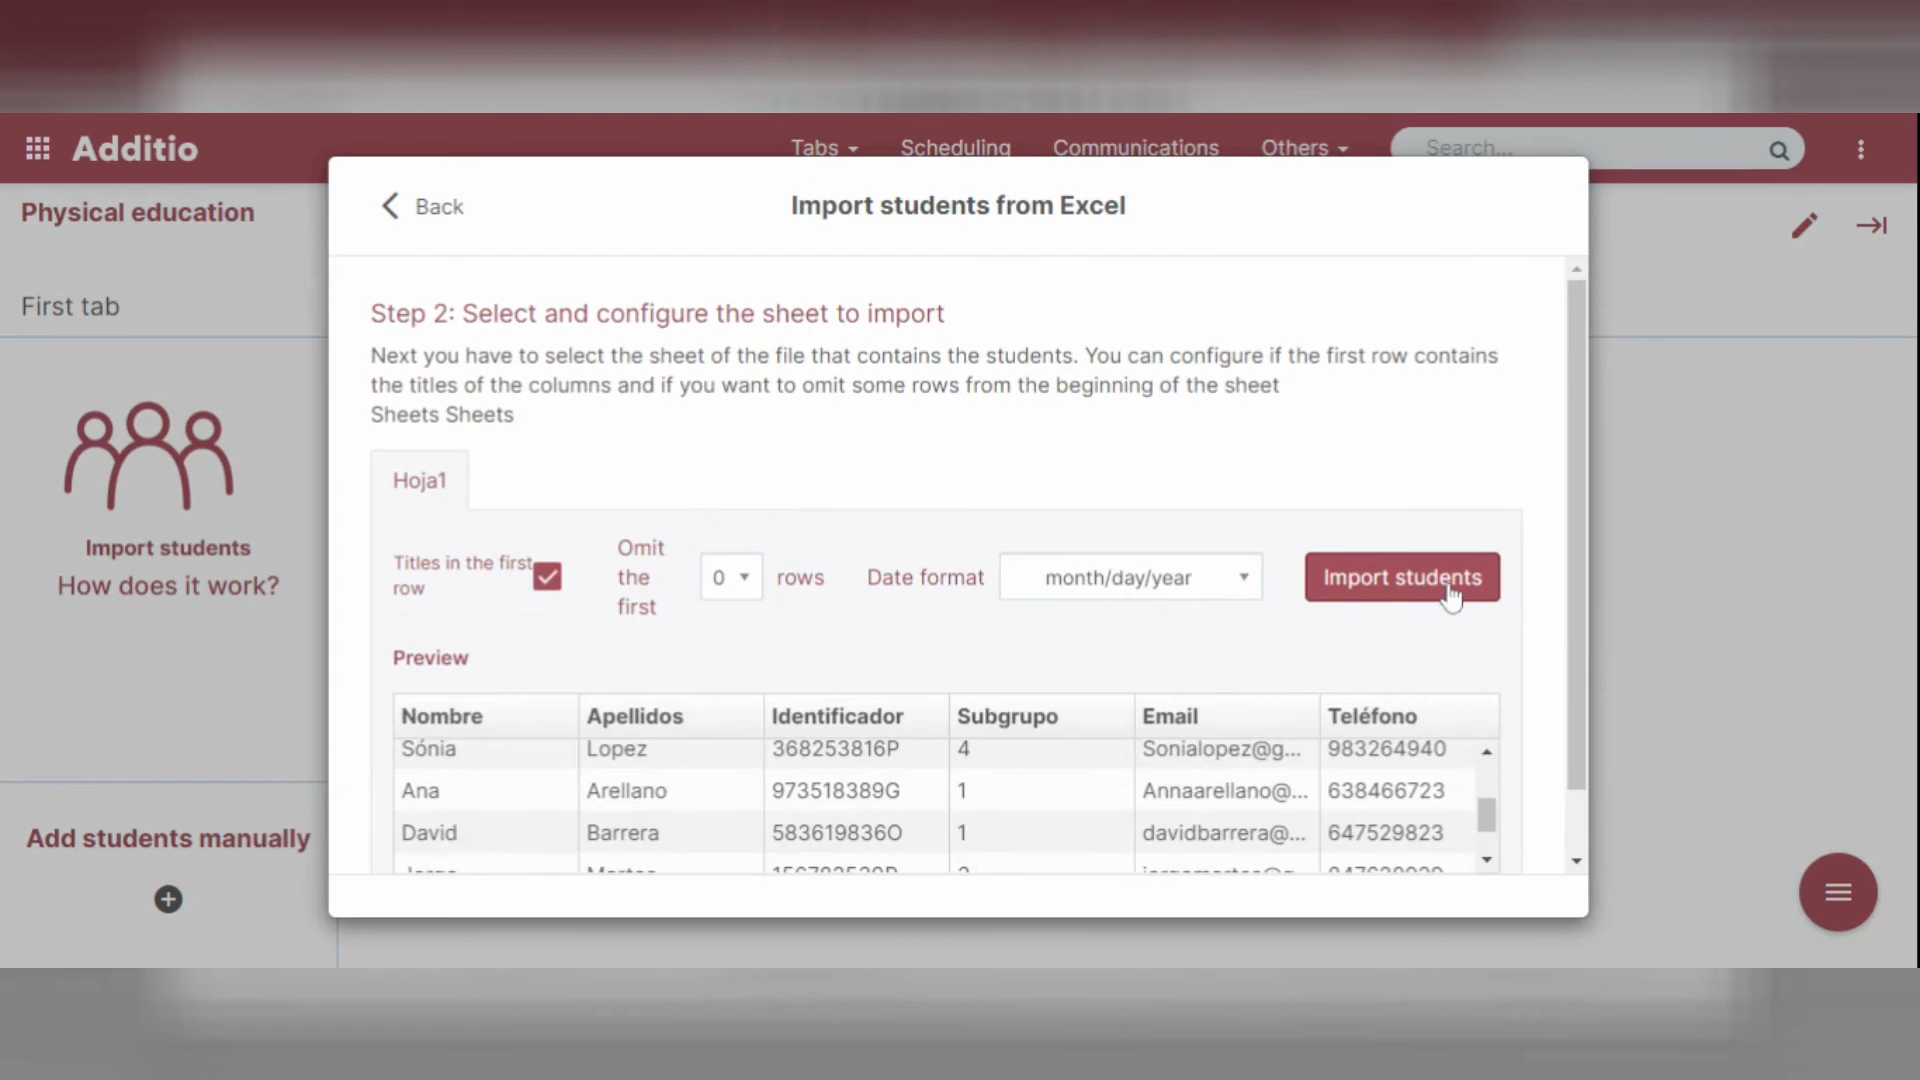 Additio
Tabs
Scheduling
Communications
Others
Search...
Physical education
First tab
Import students
How does it work?
Add students manually
Back
Import students from Excel
Step 2: Select and configure the sheet to import
Next you have to select the sheet of the file that contains the students. You can configure if the first row contains
the titles of the columns and if you want to omit some rows from the beginning of the sheet
Sheets Sheets
Hoja1
Titles in the first
row
Omit
the
first
0
rows
Date format
month/day/year
Import students
Preview
Nombre Apellidos Identificador Subgrupo Email Teléfono
Sónia Lopez 368253816P 4 Sonialopez@g... 983264940
Ana Arellano 973518389G 1 Annaarellano@... 638466723
David Barrera 583619836O 1 davidbarrera@... 647529823